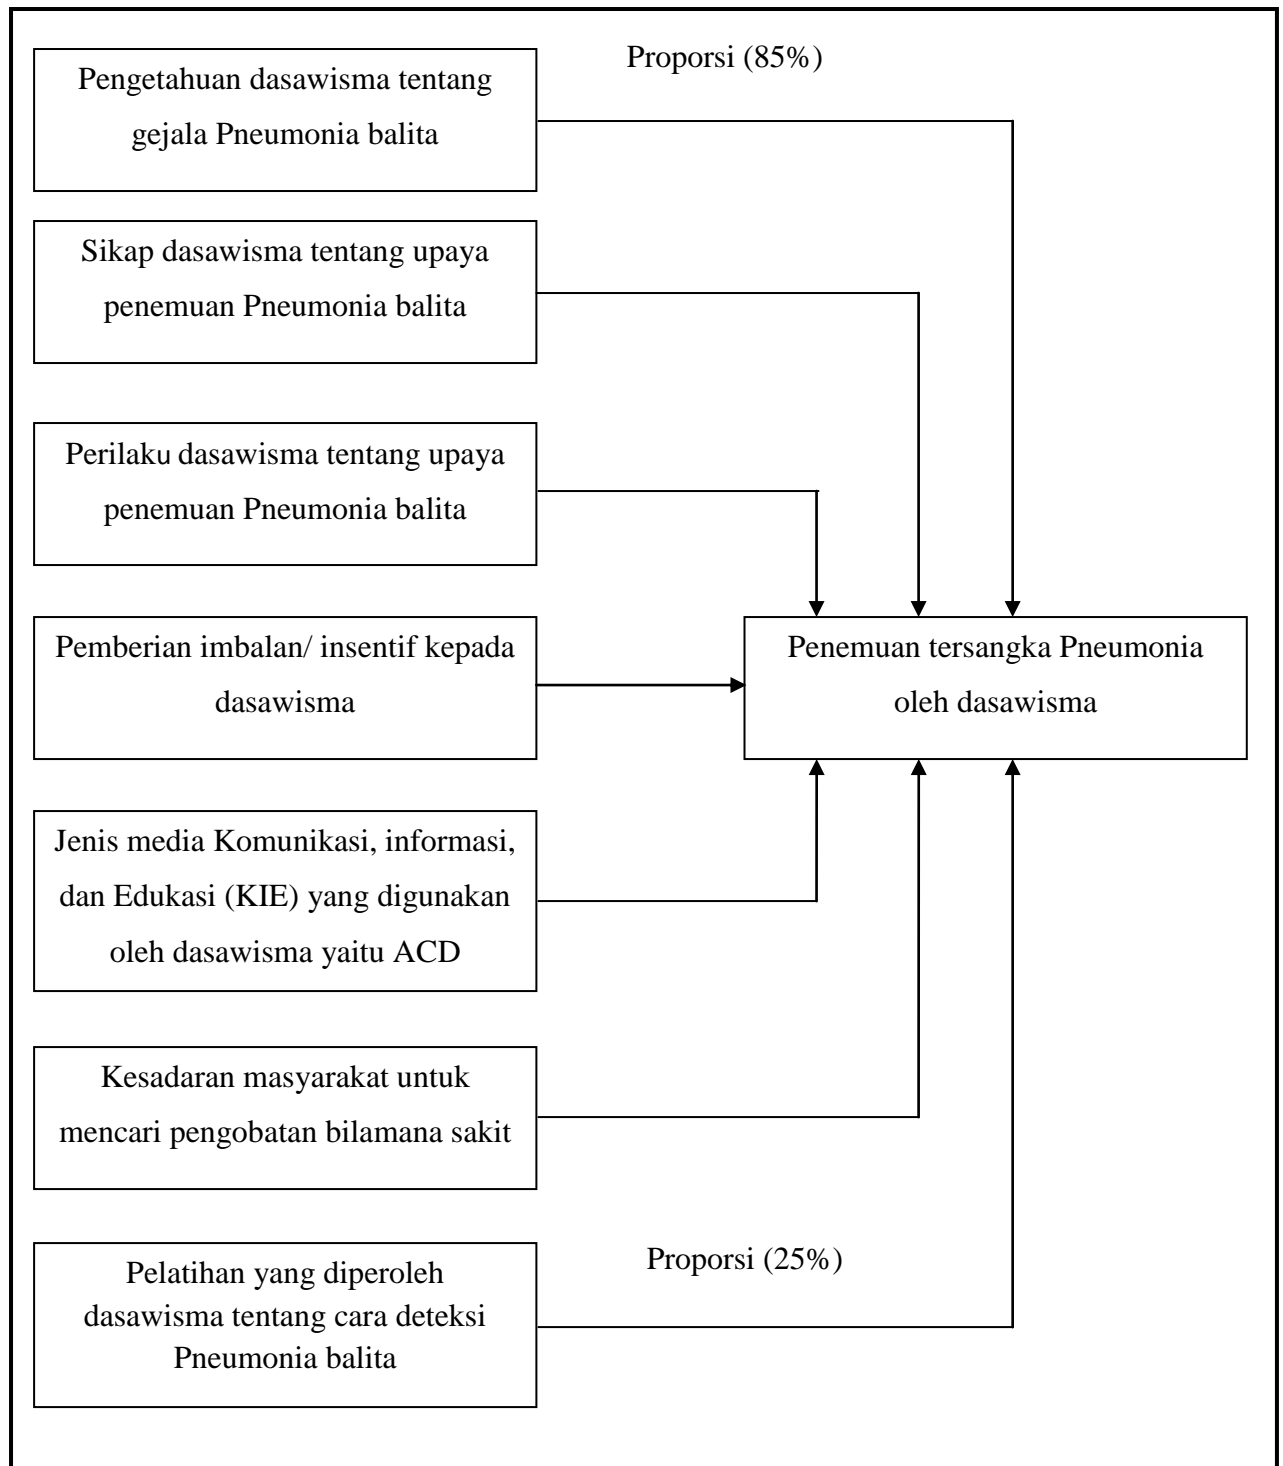 Proporsi (85%)
Pengetahuan dasawisma tentang
gejala Pneumonia balita
Sikap dasawisma tentang upaya
penemuan Pneumonia balita
Perilaku dasawisma tentang upaya
penemuan Pneumonia balita
Pemberian imbalan/ insentif kepada
dasawisma
Penemuan tersangka Pneumonia
oleh dasawisma
Jenis media Komunikasi, informasi,
dan Edukasi (KIE) yang digunakan
oleh dasawisma yaitu ACD
Kesadaran masyarakat untuk
mencari pengobatan bilamana sakit
Proporsi (25%)
Pelatihan yang diperoleh
dasawisma tentang cara deteksi
Pneumonia balita